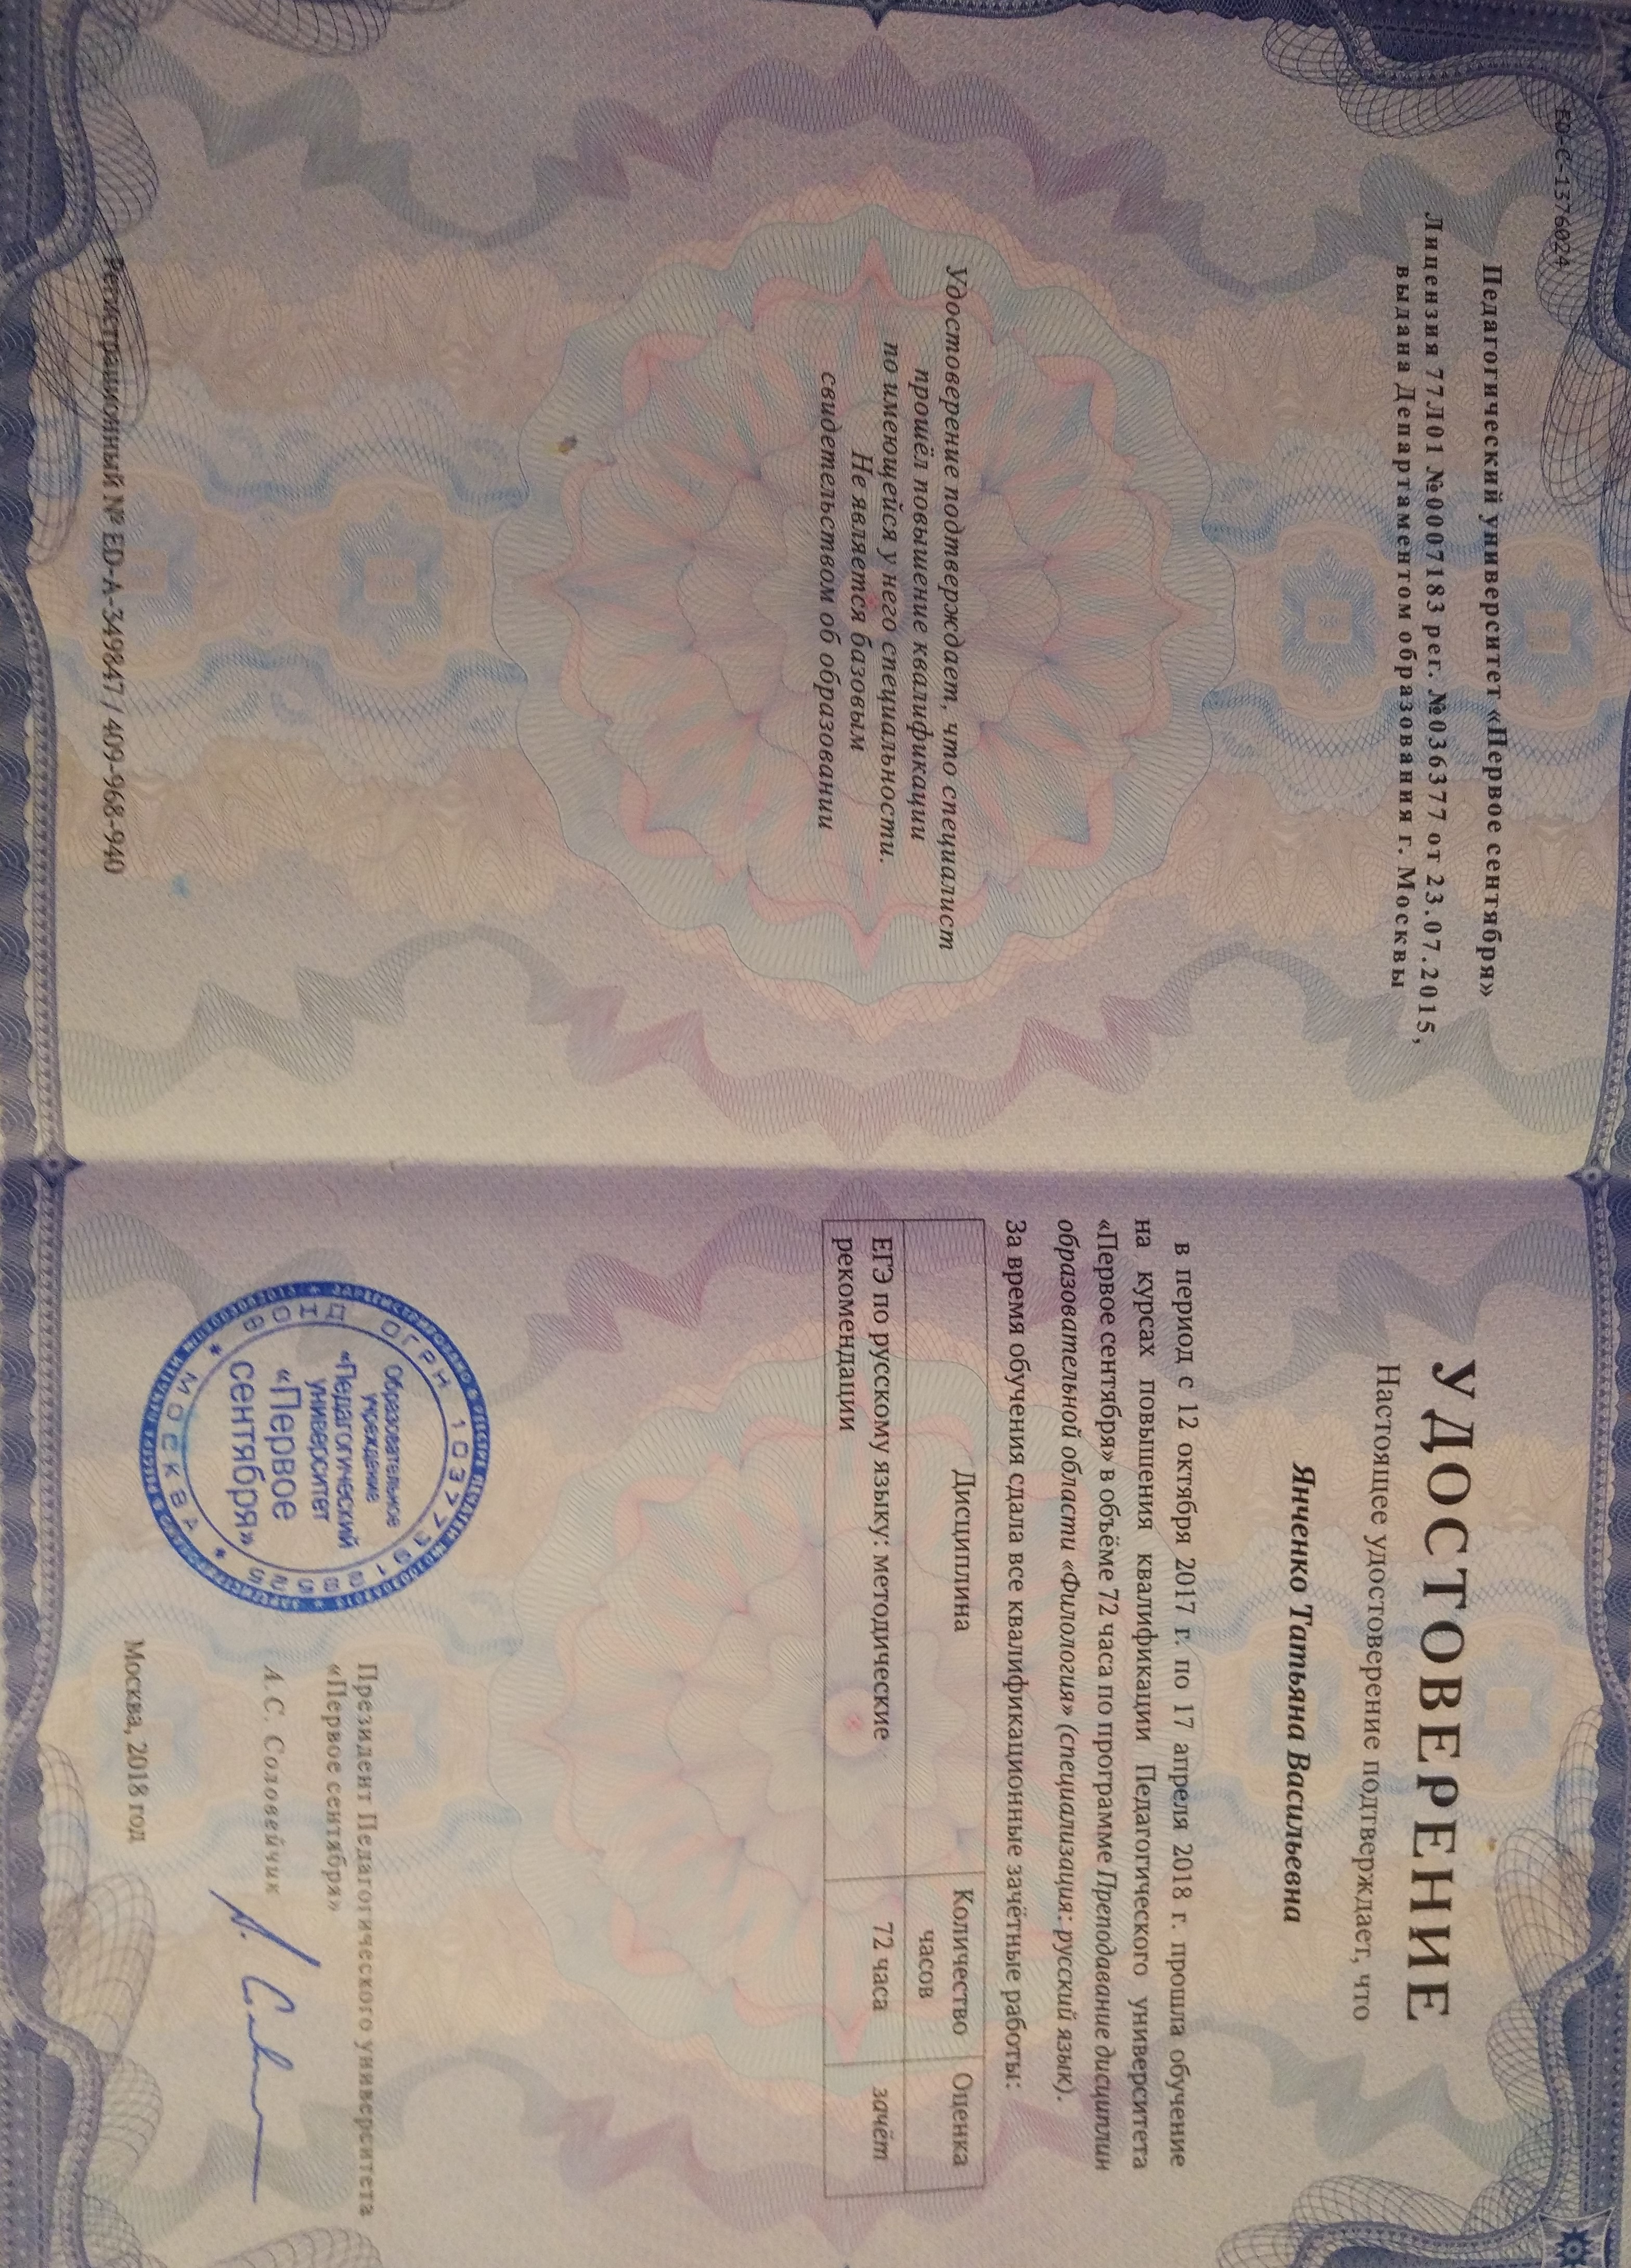 ED-C-1376024
Педагогический университет «Первое сентября»
Лицензия 77Л01 №0007183 рег. №036377 от 23.07.2015,
выдана Департаментом образования г. Москвы
Удостоверение подтверждает, что специалист
прошёл повышение квалификации
по имеющейся у него специальности.
Не является базовым
свидетельством об образовании
Регистрационный № ED-A-349847 / 409-968-940
УДОСТОВЕРЕНИЕ
Настоящее удостоверение подтверждает, что
Янченко Татьяна Васильевна
в период с 12 октября 2017 г. по 17 апреля 2018 г. прошла обучение
на курсах повышения квалификации Педагогического университета
«Первое сентября» в объёме 72 часа по программе Преподавание дисциплин
образовательной области «Филология» (специализация: русский язык).
За время обучения сдала все квалификационные зачётные работы:
Дисциплина Количество часов Оценка
ЕГЭ по русскому языку: методические 72 часа зачёт
рекомендации
Президент Педагогического университета
«Первое сентября»
А.С. Соловейчик
Москва, 2018 год
ФОНД ОГРН 1037739128525
МОСКВА
Образовательное
учреждение
«Педагогический
университет
«Первое
сентября»